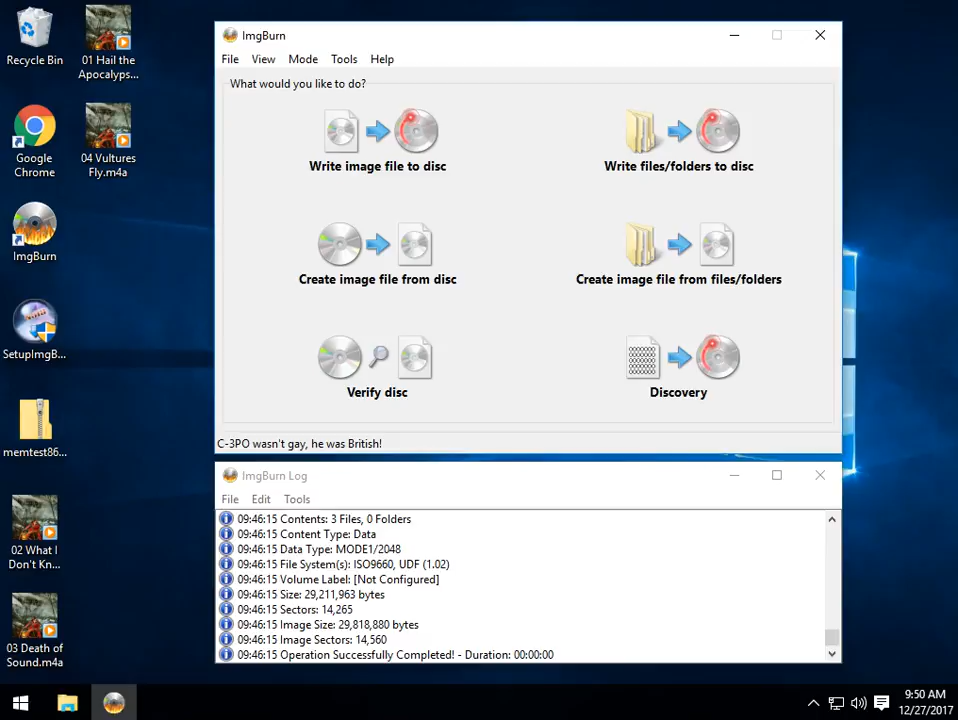 Recycle Bin
01 Hail the
Apocalyps...
Google
Chrome
04 Vultures
Fly.m4a
ImgBurn
SetupImgB...
memtest86...
02 What I
Don't Kn...
03 Death of
Sound.m4a
ImgBurn
File View Mode Tools Help
What would you like to do?
Write image file to disc
Write files/folders to disc
Create image file from disc
Create image file from files/folders
Verify disc
Discovery
C-3PO wasn't gay, he was British!
ImgBurn Log
File Edit Tools
09:46:15 Contents: 3 Files, 0 Folders
09:46:15 Content Type: Data
09:46:15 Data Type: MODE1/2048
09:46:15 File System(s): ISO9660, UDF (1.02)
09:46:15 Volume Label: [Not Configured]
09:46:15 Size: 29,211,963 bytes
09:46:15 Sectors: 14,265
09:46:15 Image Size: 29,818,880 bytes
09:46:15 Image Sectors: 14,560
09:46:15 Operation Successfully Completed! - Duration: 00:00:00
9:50 AM
12/27/2017